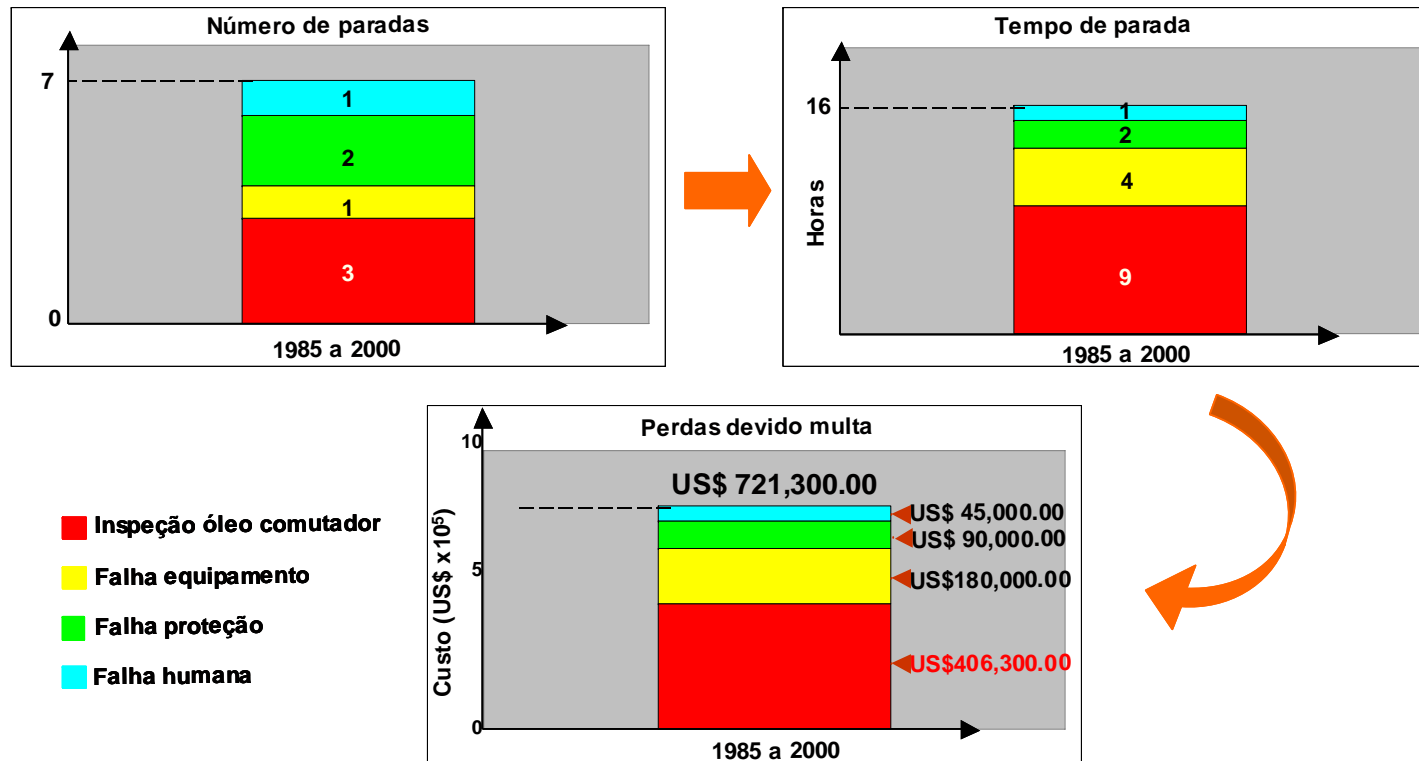 Número de paradas
7
1
2
1
3
0
1985 a 2000
Tempo de parada
16
Horas
1
2
4
9
1985 a 2000
Perdas devido multa
10
US$ 721,300.00
US$ 45,000.00
US$ 90,000.00
5
US$180,000.00
Custo (US$ x10⁵)
US$406,300.00
0
1985 a 2000
Inspeção óleo comutador
Falha equipamento
Falha proteção
Falha humana